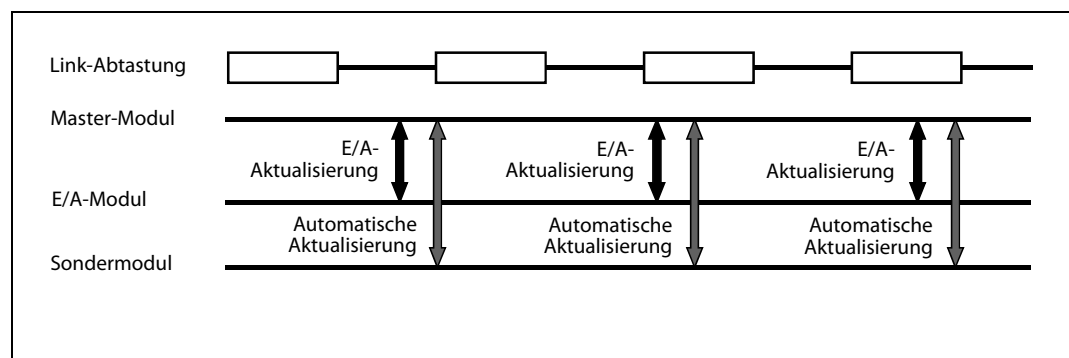 Link-Abtastung
Master-Modul
E/A-
Aktualisierung
E/A-
Aktualisierung
E/A-
Aktualisierung
E/A-Modul
Automatische
Aktualisierung
Automatische
Aktualisierung
Automatische
Aktualisierung
Sondermodul